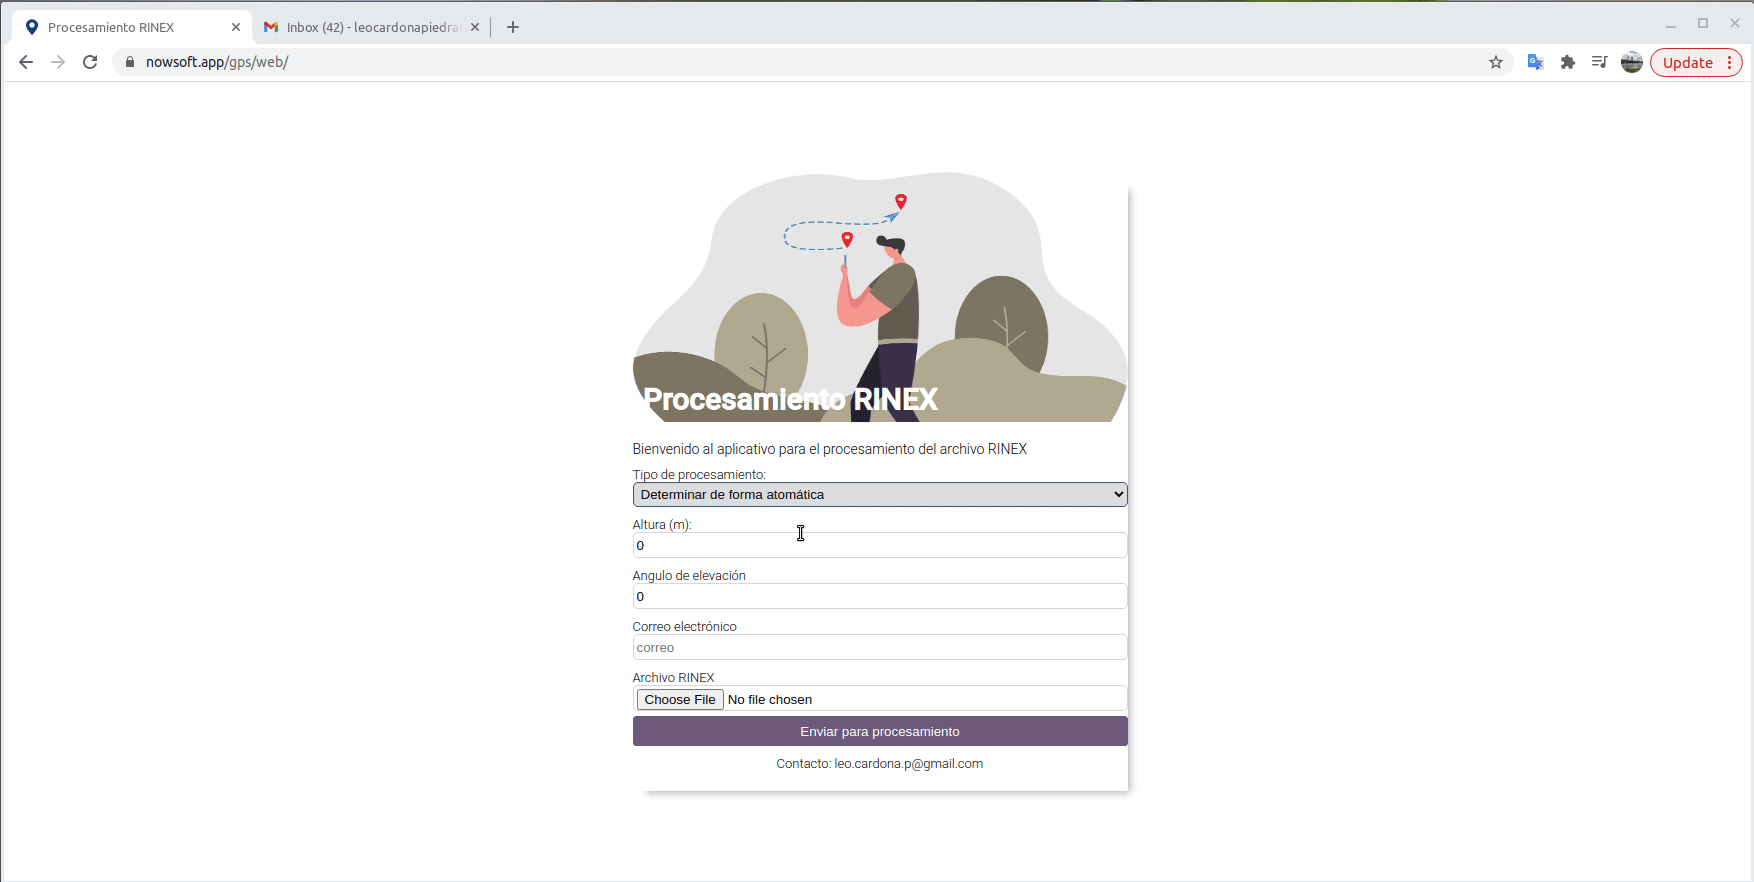 Procesamiento RINEX
Inbox (42) - leocardonapiedra
nowsoft.app/gps/web/
Update
Procesamiento RINEX
Bienvenido al aplicativo para el procesamiento del archivo RINEX
Tipo de procesamiento:
Determinar de forma atomática
Altura (m):
0
Angulo de elevación
0
Correo electrónico
correo
Archivo RINEX
Choose File No file chosen
Enviar para procesamiento
Contacto: leo.cardona.p@gmail.com